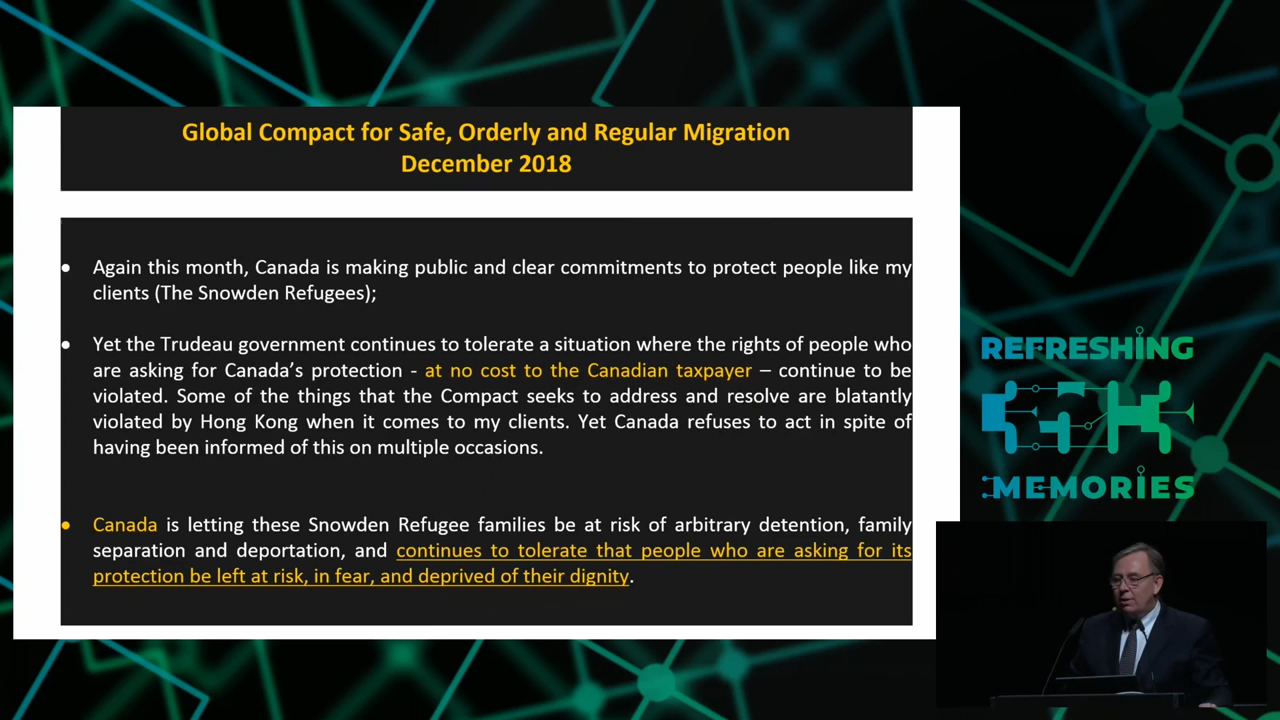 Global Compact for Safe, Orderly and Regular Migration
December 2018
● Again this month, Canada is making public and clear commitments to protect people like my
clients (The Snowden Refugees);
● Yet the Trudeau government continues to tolerate a situation where the rights of people who
are asking for Canada's protection - at no cost to the Canadian taxpayer – continue to be
violated. Some of the things that the Compact seeks to address and resolve are blatantly
violated by Hong Kong when it comes to my clients. Yet Canada refuses to act in spite of
having been informed of this on multiple occasions.
● Canada is letting these Snowden Refugee families be at risk of arbitrary detention, family
separation and deportation, and continues to tolerate that people who are asking for its
protection be left at risk, in fear, and deprived of their dignity.
REFRESHING
35C3
MEMORIES